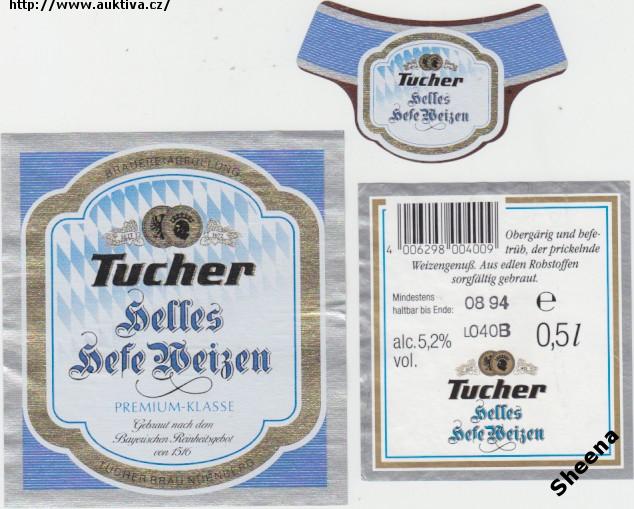 http://www.auktiva.cz/
Tucher
Helles
Hefe Weizen
BRAUEREI-ABFÜLLUNG
Tucher
Helles
Hefe Weizen
PREMIUM-KLASSE
Gebraut nach dem
Bayerischen Reinheitsgebot
von 1516
TUCHER BRÄU NÜRNBERG
4 006298 004009
Obergärig und hefe-
trüb, der prickelnde
Weizengenuß. Aus edlen Rohstoffen
sorgfältig gebraut.
Mindestens
haltbar bis Ende: 08 94 e
L040B
alc. 5,2%
vol.
0,5 l
Tucher
Helles
Hefe Weizen
Sheena